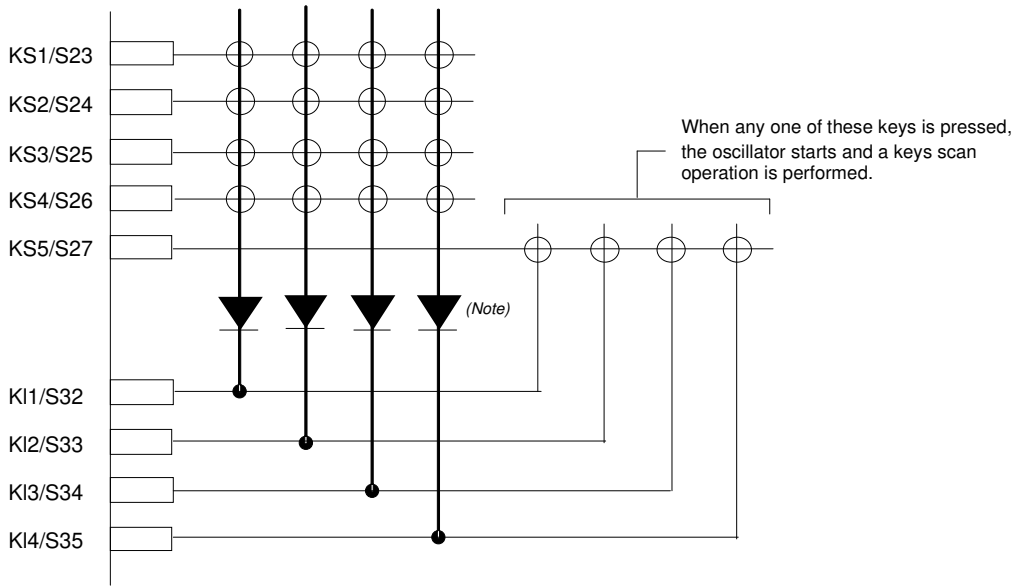 KS1/S23
KS2/S24
KS3/S25
KS4/S26
KS5/S27
When any one of these keys is pressed,
the oscillator starts and a keys scan
operation is performed.
(Note)
KI1/S32
KI2/S33
KI3/S34
KI4/S35